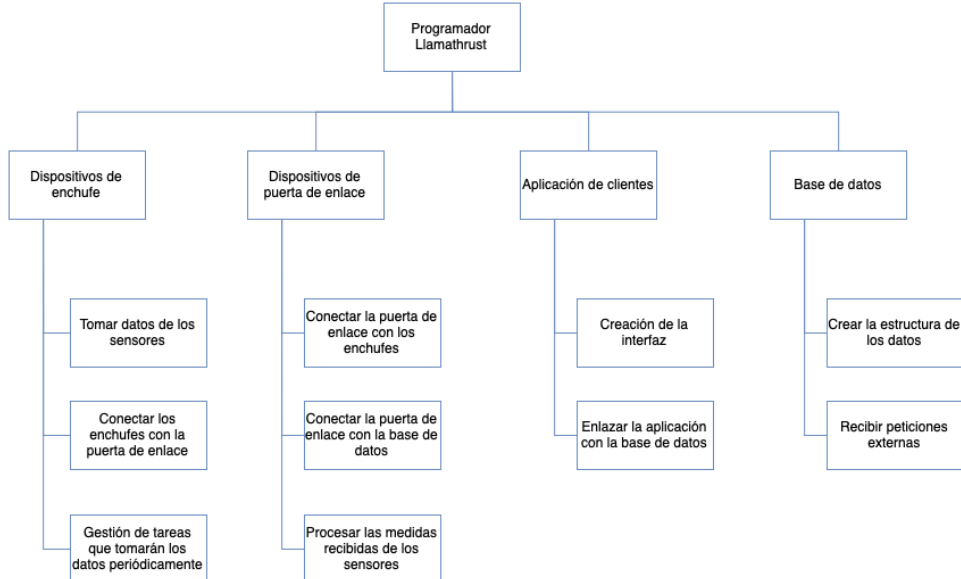 Programador
Llamathrust
Dispositivos de
enchufe
Dispositivos de
puerta de enlace
Aplicación de clientes
Base de datos
Tomar datos de los
sensores
Conectar la puerta de
enlace con los
enchufes
Creación de la
interfaz
Crear la estructura de
los datos
Conectar los
enchufes con la
puerta de enlace
Conectar la puerta de
enlace con la base de
datos
Enlazar la aplicación
con la base de datos
Recibir peticiones
externas
Gestión de tareas
que tomarán los
datos periódicamente
Procesar las medidas
recibidas de los
sensores